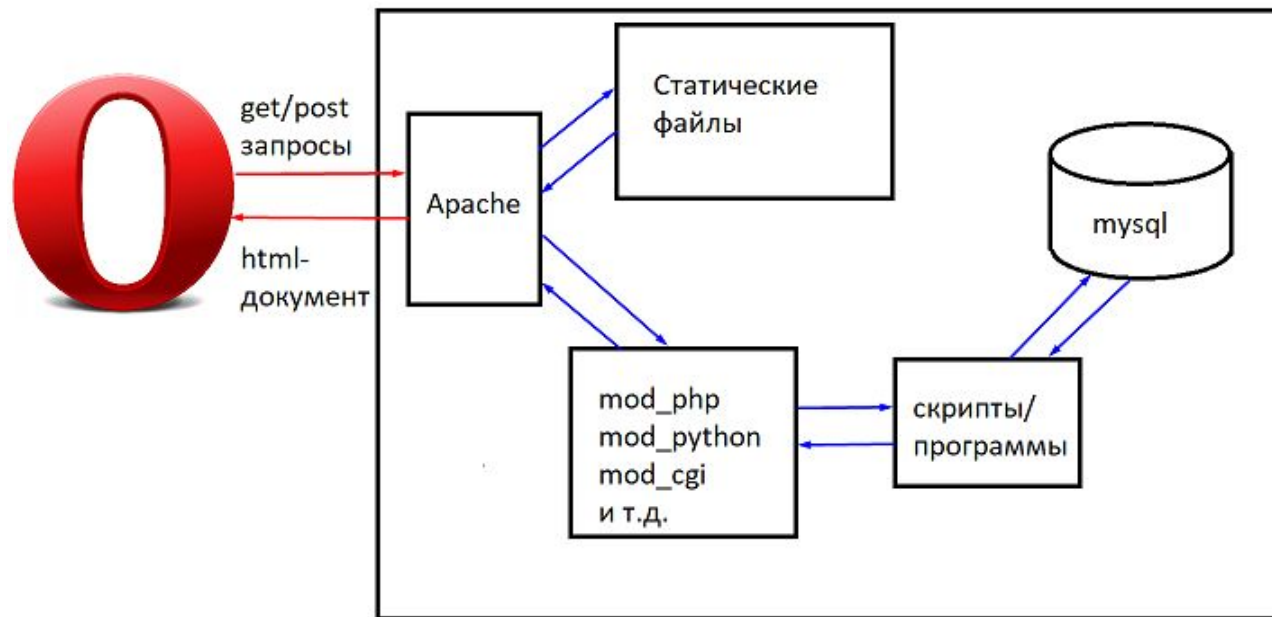 get/post
запросы
html-
документ
Apache
Статические
файлы
mysql
mod_php
mod_python
mod_cgi
и т.д.
скрипты/
программы